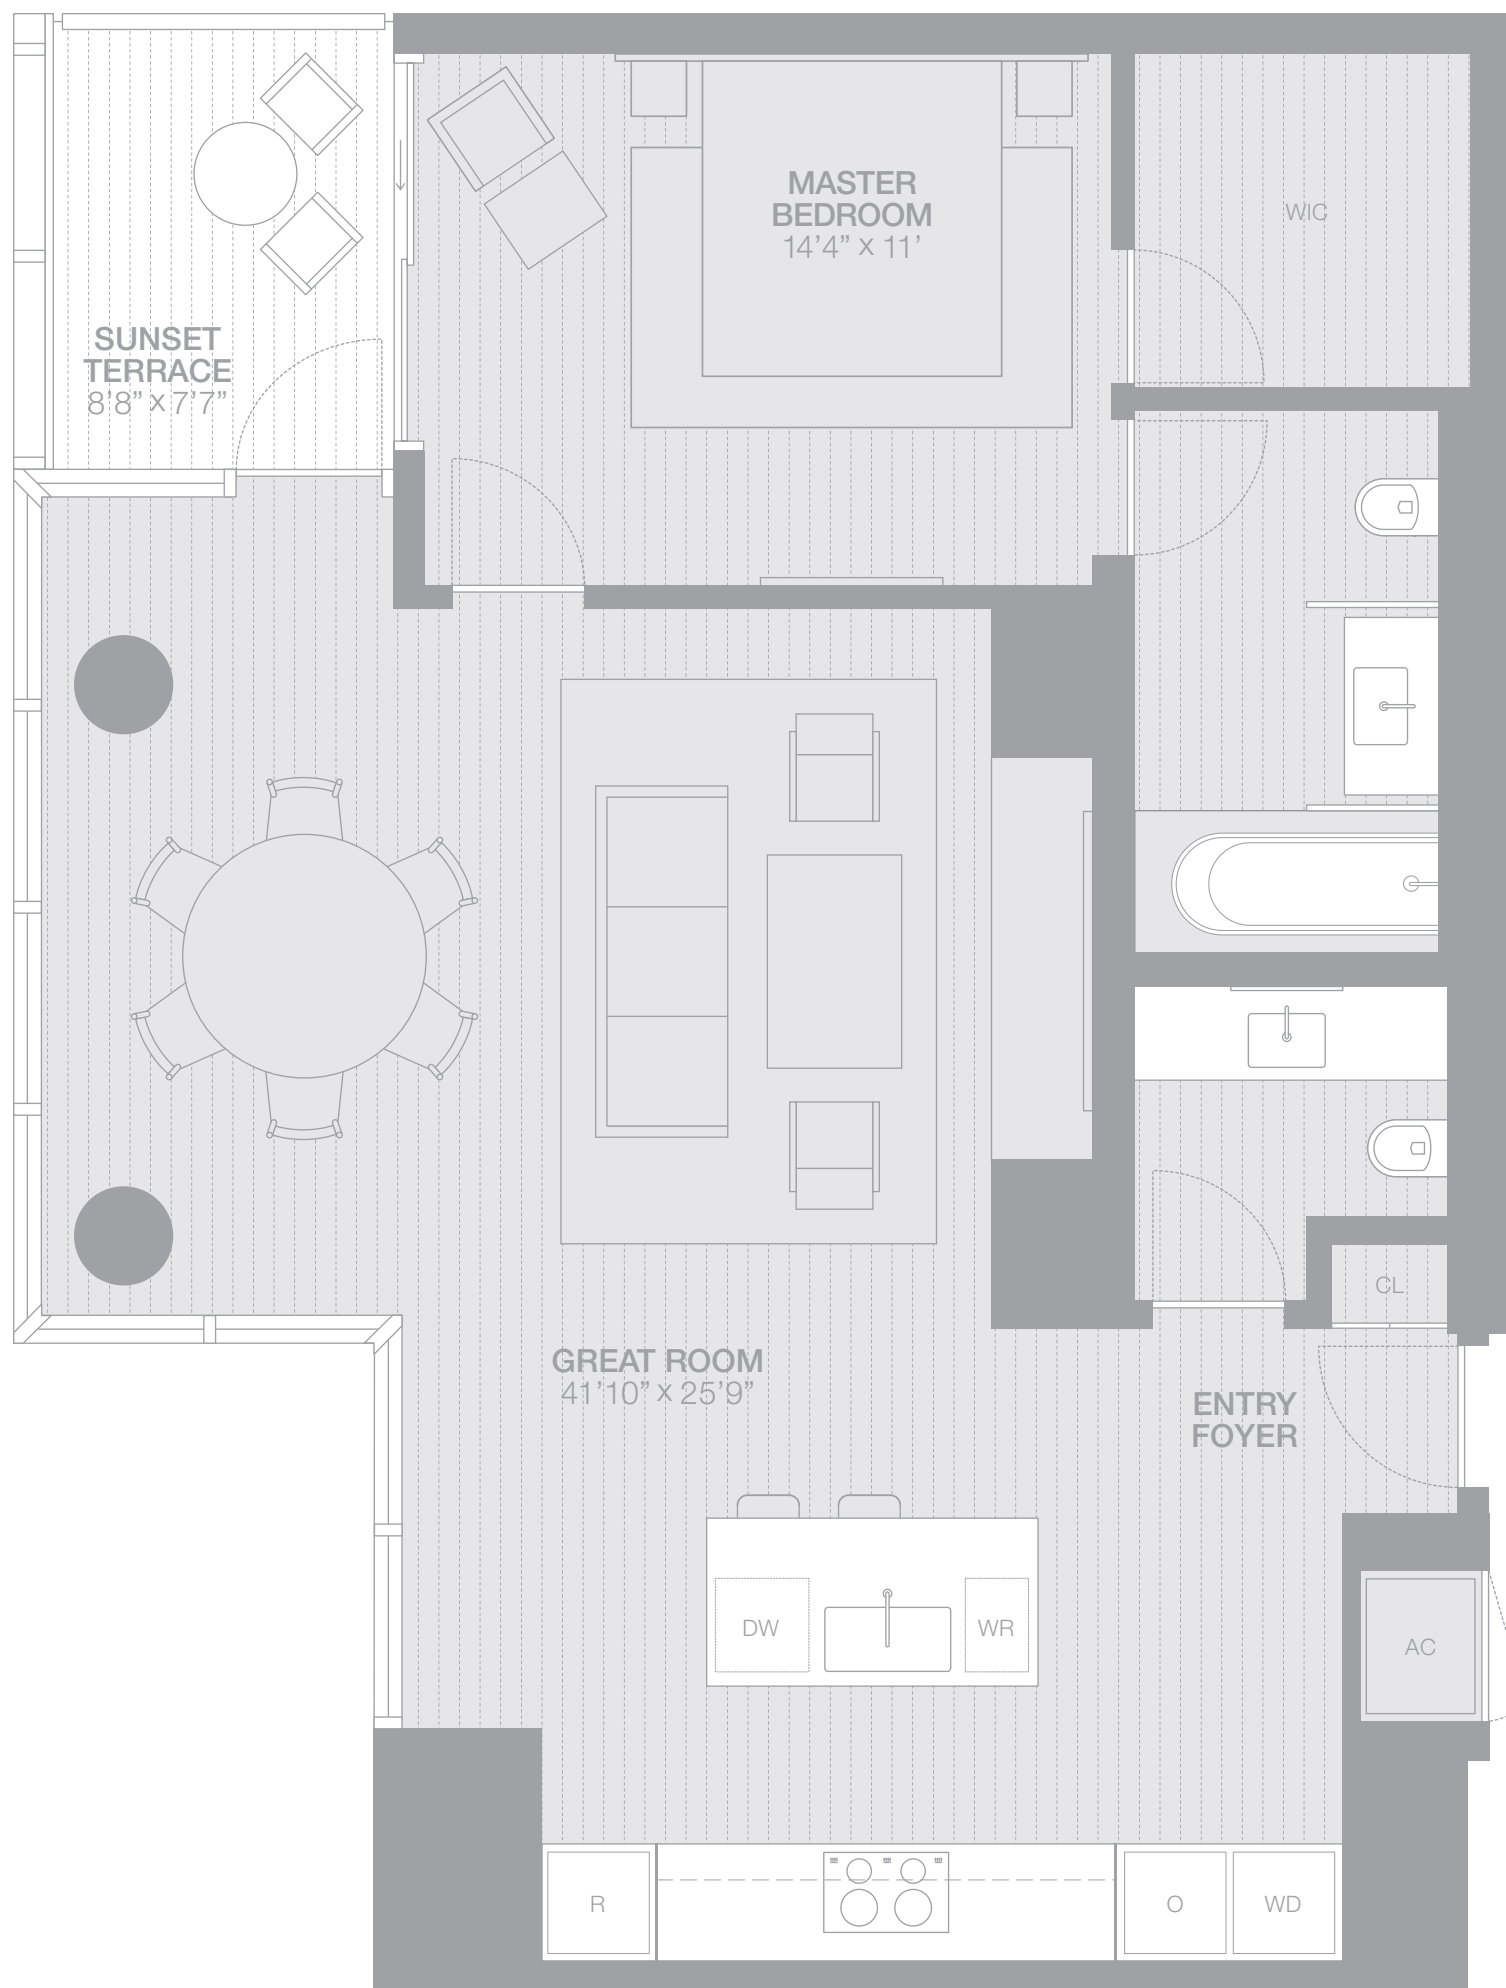 MASTER
BEDROOM
14’4” X 11’
WIC
SUNSET
TERRACE
8’8” X 7’7”
CL
GREAT ROOM
41’10” X 25’9”
ENTRY
FOYER
DW
WR
AC
R
O
WD